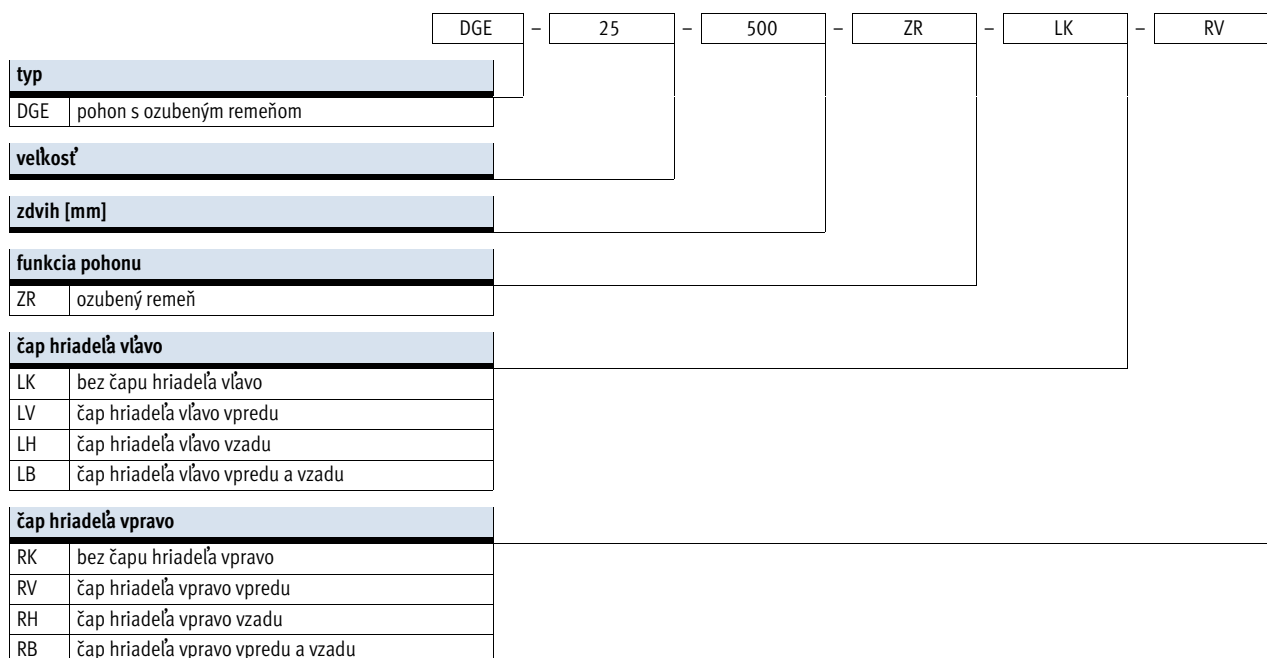 DGE – 25 – 500 – ZR – LK – RV
typ
DGE pohon s ozubeným remeňom
veľkosť
zdvih [mm]
funkcia pohonu
ZR ozubený remeň
čap hriadeľa vľavo
LK bez čapu hriadeľa vľavo
LV čap hriadeľa vľavo vpredu
LH čap hriadeľa vľavo vzadu
LB čap hriadeľa vľavo vpredu a vzadu
čap hriadeľa vpravo
RK bez čapu hriadeľa vpravo
RV čap hriadeľa vpravo vpredu
RH čap hriadeľa vpravo vzadu
RB čap hriadeľa vpravo vpredu a vzadu